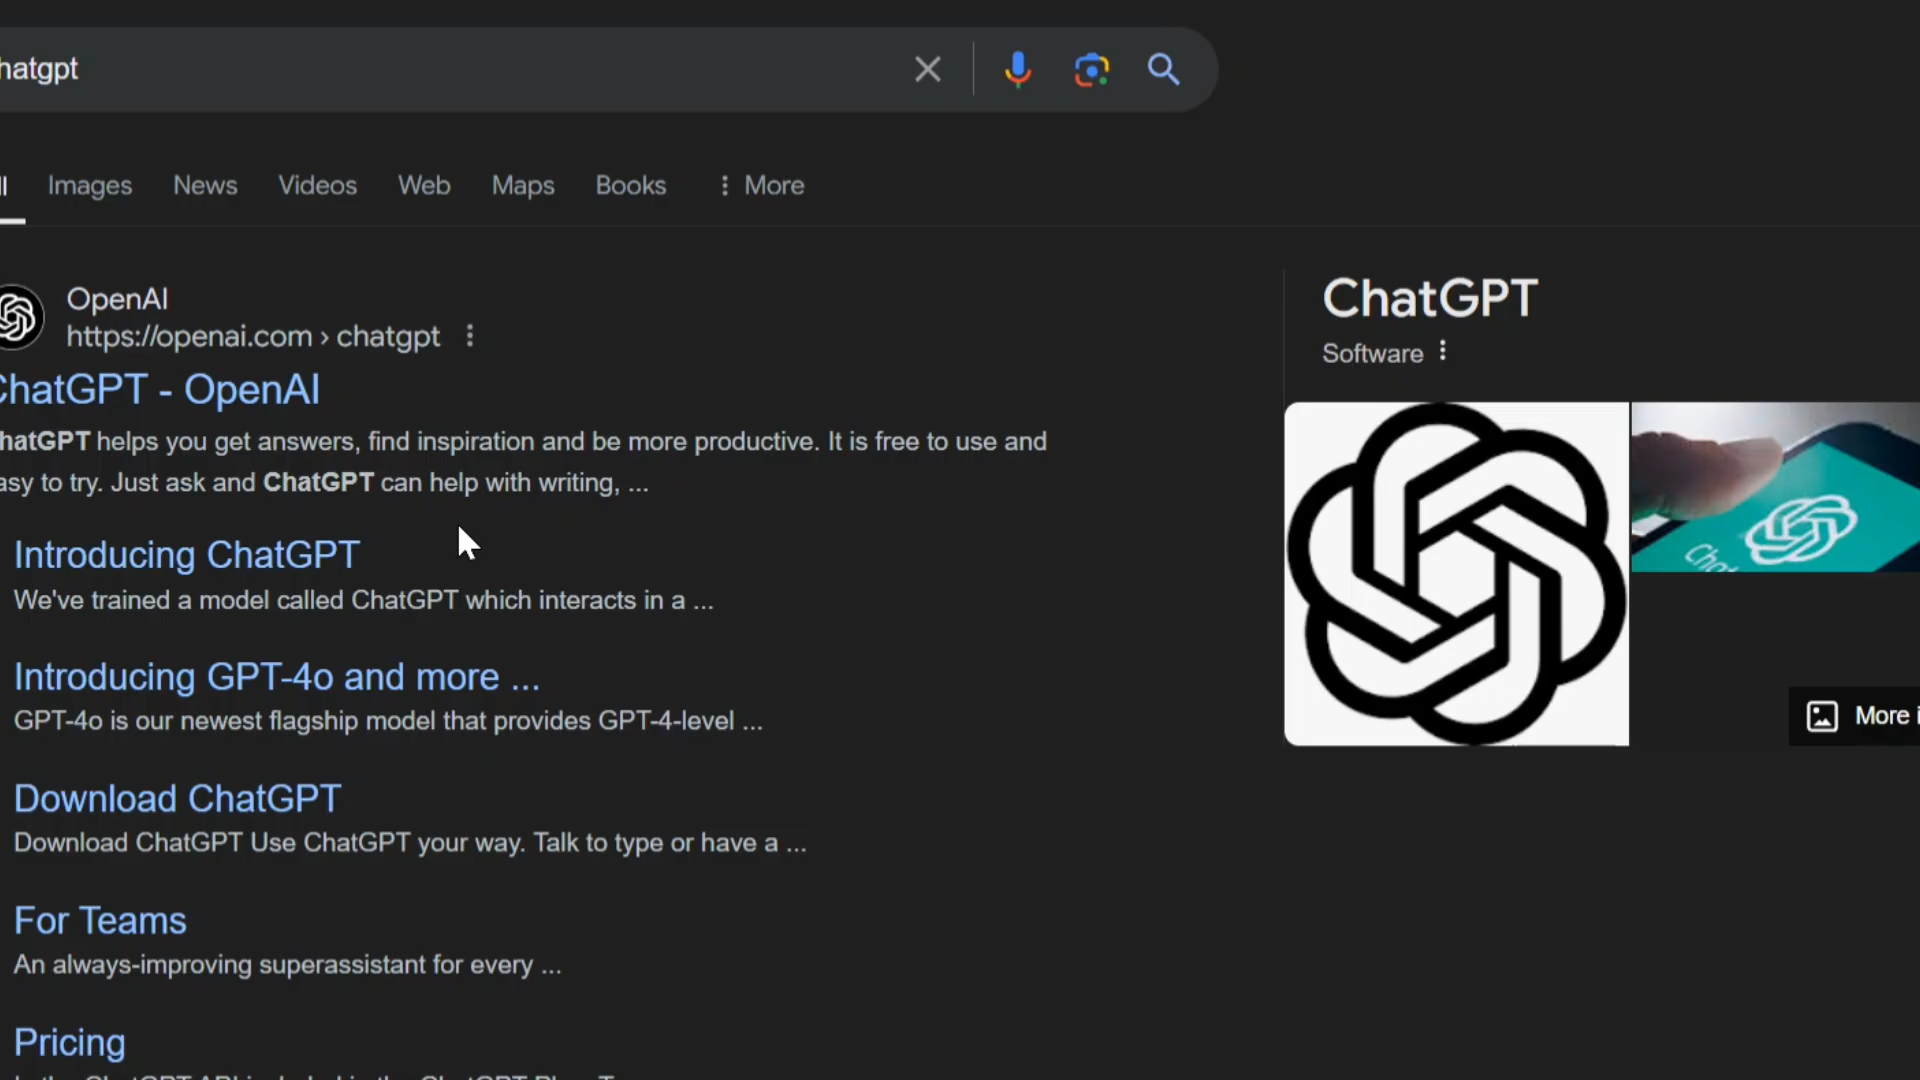 hatgpt
Images News Videos Web Maps Books More
OpenAI
https://openai.com › chatgpt
ChatGPT - OpenAI
hatGPT helps you get answers, find inspiration and be more productive. It is free to use and
asy to try. Just ask and ChatGPT can help with writing, ...
Introducing ChatGPT
We've trained a model called ChatGPT which interacts in a ...
Introducing GPT-4o and more ...
GPT-4o is our newest flagship model that provides GPT-4-level ...
Download ChatGPT
Download ChatGPT Use ChatGPT your way. Talk to type or have a ...
For Teams
An always-improving superassistant for every ...
Pricing
ChatGPT
Software
More i